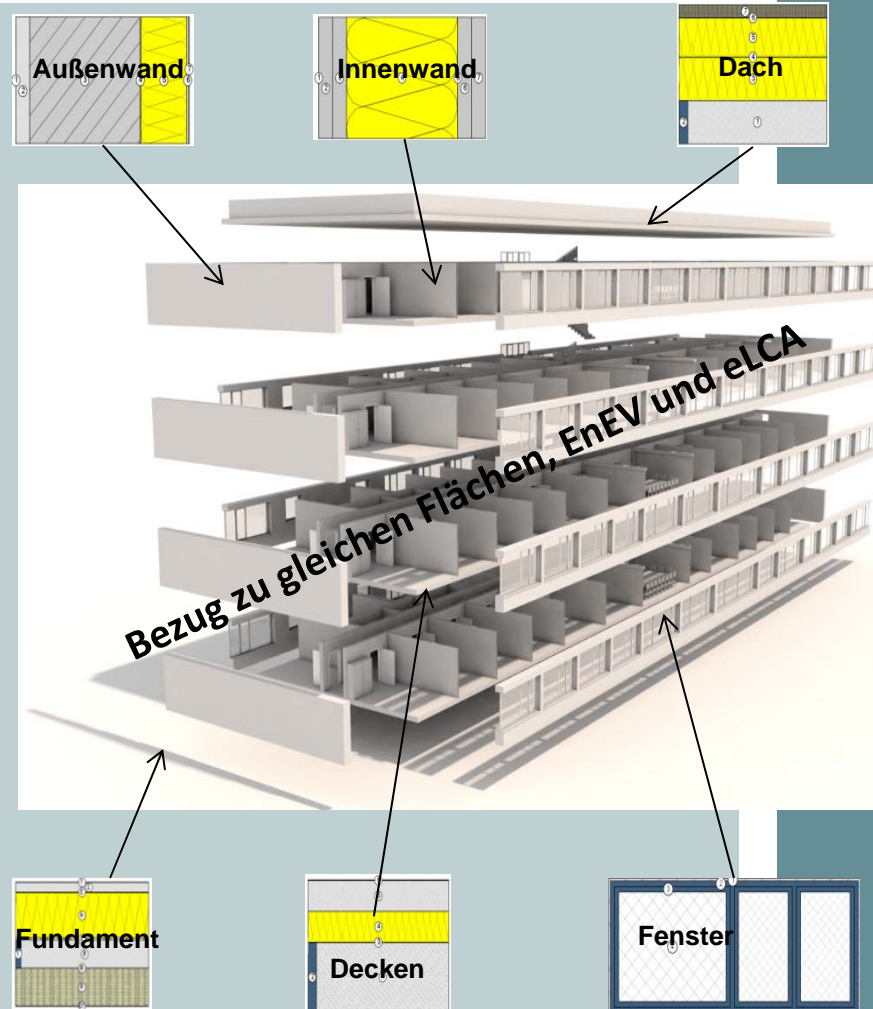 Außenwand
Innenwand
Dach
Bezug zu gleichen Flächen, EnEV und eLCA
Fundament
Decken
Fenster